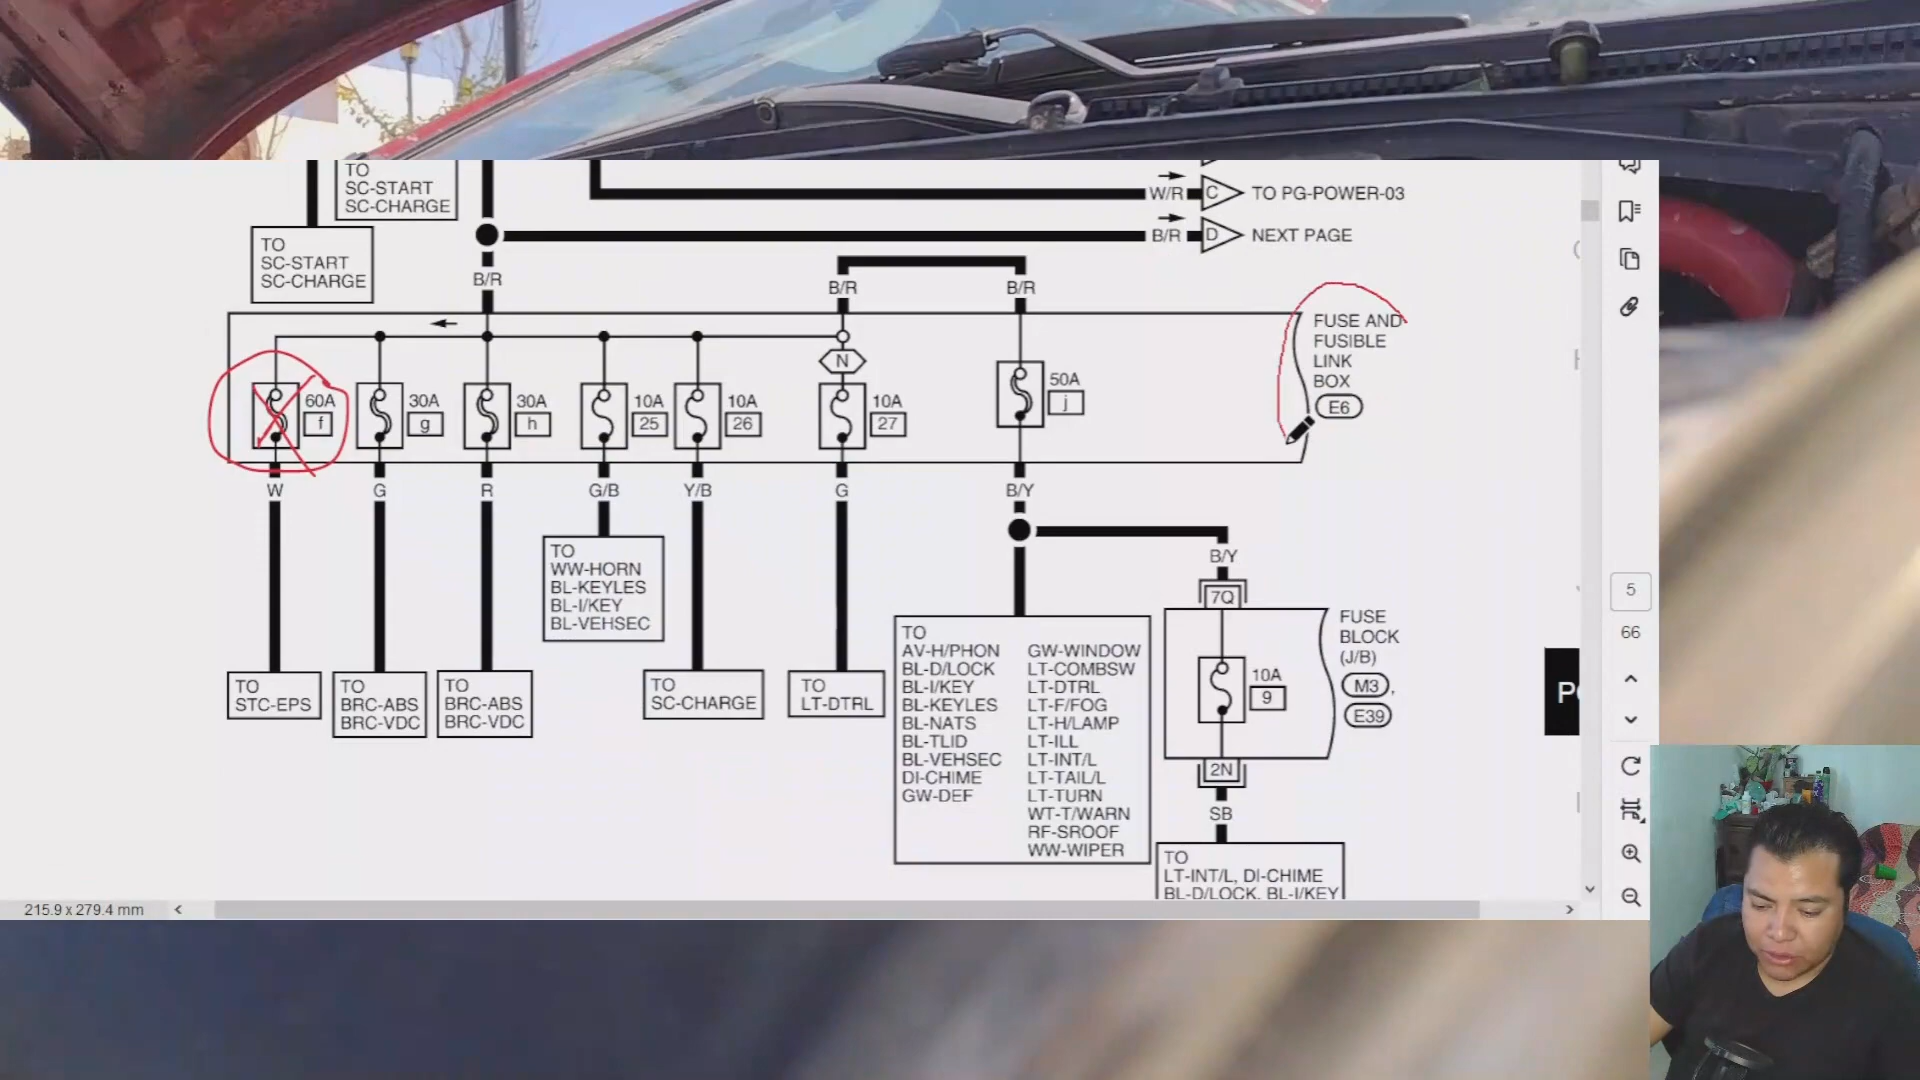 TO
SC-START
SC-CHARGE
TO
SC-START
SC-CHARGE
W/R
C
TO PG-POWER-03
B/R
D
NEXT PAGE
B/R
B/R
B/R
FUSE AND
FUSIBLE
LINK
BOX
E6
N
60A
f
30A
g
30A
h
10A
25
10A
26
10A
27
50A
j
W
G
R
G/B
Y/B
G
B/Y
TO
WW-HORN
BL-KEYLES
BL-I/KEY
BL-VEHSEC
B/Y
7Q
TO
STC-EPS
TO
BRC-ABS
BRC-VDC
TO
BRC-ABS
BRC-VDC
TO
SC-CHARGE
TO
LT-DTRL
TO
AV-H/PHON
BL-D/LOCK
BL-I/KEY
BL-KEYLES
BL-NATS
BL-TLID
BL-VEHSEC
DI-CHIME
GW-DEF
GW-WINDOW
LT-COMBSW
LT-DTRL
LT-F/FOG
LT-H/LAMP
LT-ILL
LT-INT/L
LT-TAIL/L
LT-TURN
WT-T/WARN
RF-SROOF
WW-WIPER
FUSE
BLOCK
(J/B)
M3,
E39
10A
9
2N
SB
TO
LT-INT/L, DI-CHIME
BL-D/LOCK, BL-I/KEY
5
66
215.9 x 279.4 mm